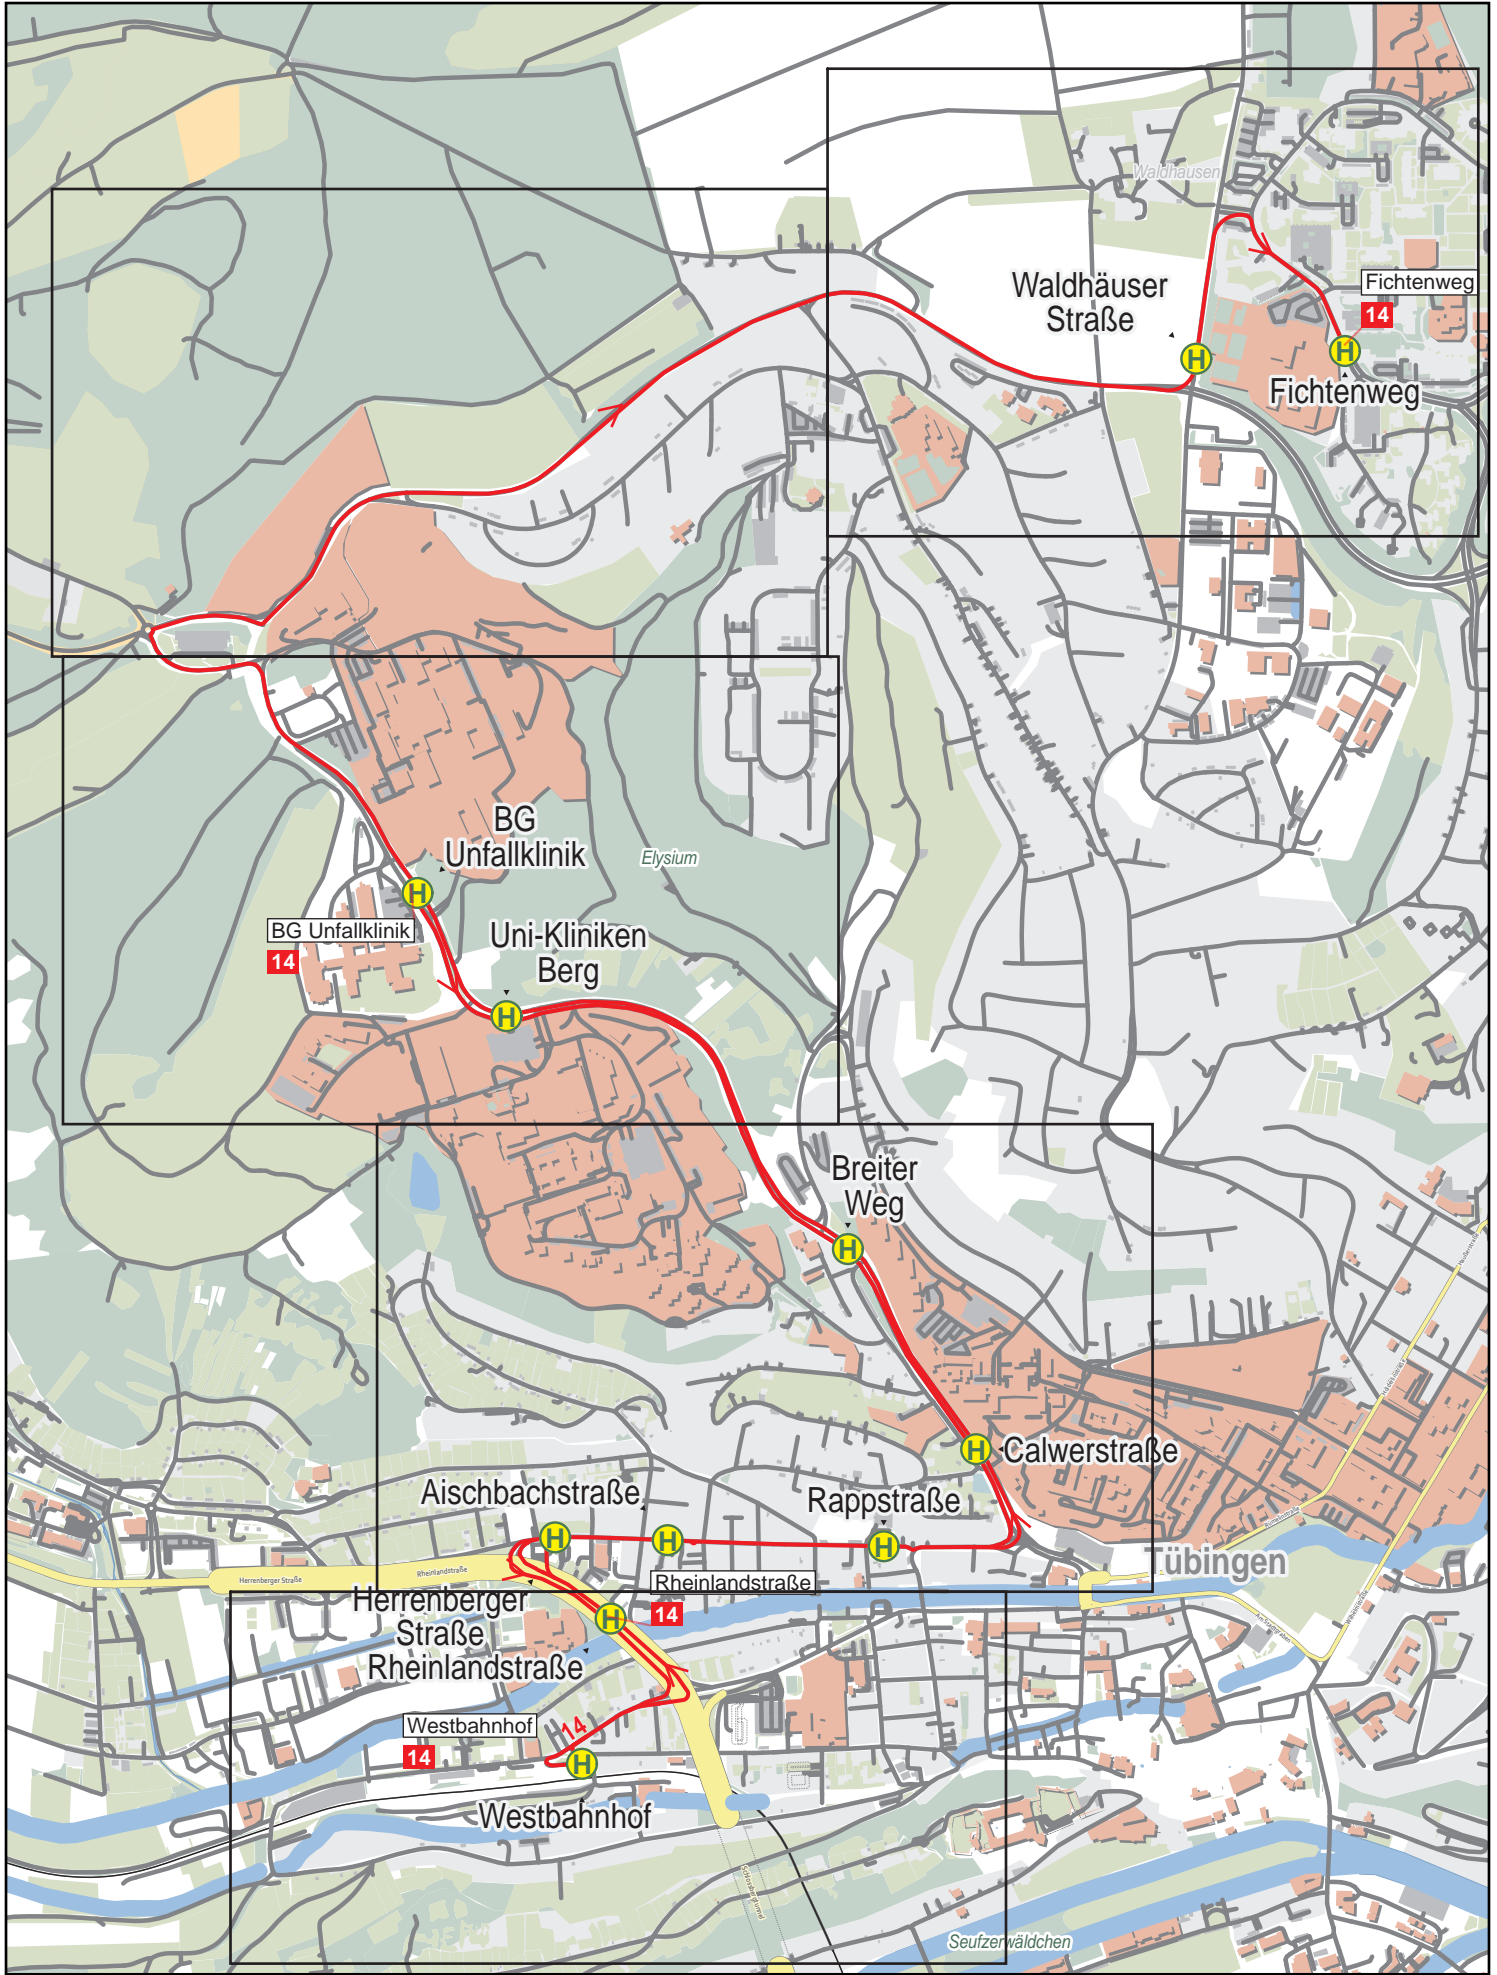 Waldhausen
Waldhäuser
Straße
Fichtenweg
14
H
H
Fichtenweg
BG
Unfallklinik
Elysium
H
BG Unfallklinik
14
Uni-Kliniken
Berg
H
Breiter
Weg
H
H
Calwerstraße
Aischbachstraße
Rappstraße
H
H
H
Tübingen
Herrenberger Straße
Rheinlandstraße
Rheinlandstraße
14
Herrenberger
Straße
H
Rheinlandstraße
Westbahnhof
14
14
H
Westbahnhof
Schlossbergtunnel
Seufzerwäldchen